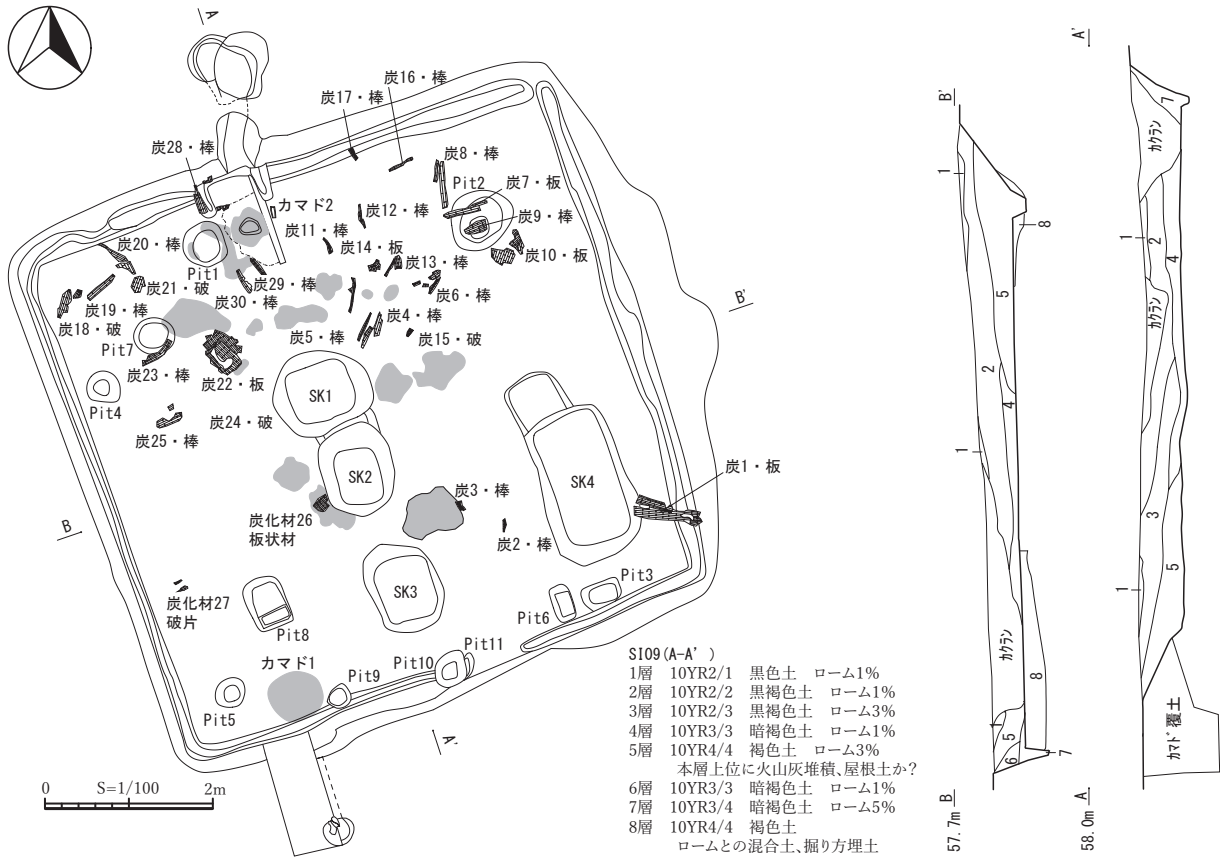 A
炭16・棒
炭17・棒
炭28・棒
炭8・棒
Pit2
炭7・板
カマド2
炭12・棒
炭9・棒
炭11・棒
炭20・棒
炭14・板
炭10・板
Pit1
炭13・棒
炭21・破
炭29・棒
炭6・棒
炭19・棒
炭30・棒
炭18・破
炭4・棒
B'
Pit7
炭5・棒
炭15・破
炭23・棒
炭22・板
Pit4
SK1
炭24・破
炭25・棒
炭1・板
SK2
SK4
炭3・棒
B
炭化材26
板状材
炭2・棒
炭化材27
破片
SK3
Pit3
Pit6
Pit8
Pit11
カマド1
Pit10
Pit9
Pit5
A'
0 S=1/100 2m
SI09(A-A')
1層 10YR2/1 黒色土 ローム1%
2層 10YR2/2 黒褐色土 ローム1%
3層 10YR2/3 黒褐色土 ローム3%
4層 10YR3/3 暗褐色土 ローム1%
5層 10YR4/4 褐色土 ローム3%
本層上位に火山灰堆積、屋根土か?
6層 10YR3/3 暗褐色土 ローム1%
7層 10YR3/4 暗褐色土 ローム5%
8層 10YR4/4 褐色土
ロームとの混合土、掘り方埋土
B'
1
8
5
2
4
1
カクラン
8
1
5
6
7
57.7m B
A'
7
カクラン
1
2
4
カクラン
3
5
1
カマド覆土
58.0m A